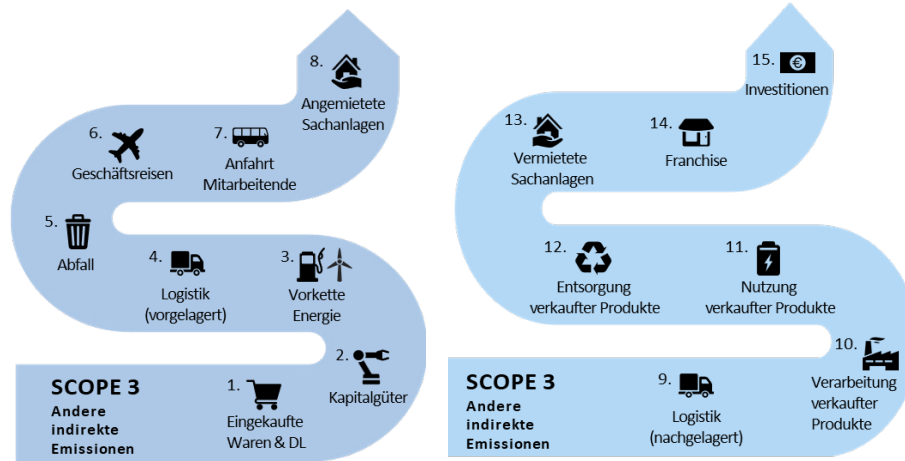 SCOPE 3
Andere
indirekte
Emissionen
1.
Eingekaufte
Waren & DL
2.
Kapitalgüter
3.
Vorkette
Energie
4.
Logistik
(vorgelagert)
5.
Abfall
6.
Geschäftsreisen
7.
Anfahrt
Mitarbeitende
8.
Angemietete
Sachanlagen
SCOPE 3
Andere
indirekte
Emissionen
9.
Logistik
(nachgelagert)
10.
Verarbeitung
verkaufter
Produkte
11.
Nutzung
verkaufter Produkte
12.
Entsorgung
verkaufter Produkte
13.
Vermietete
Sachanlagen
14.
Franchise
15.
€
Investitionen